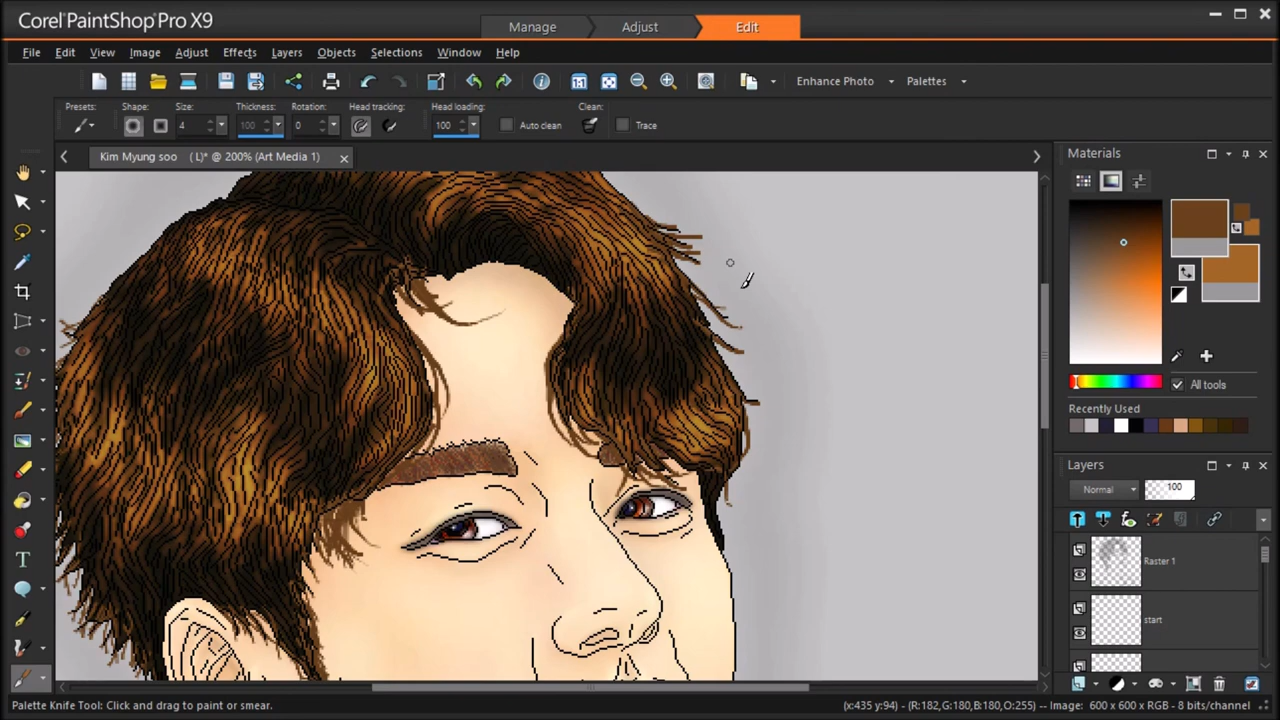 Corel PaintShop Pro X9
Manage Adjust Edit
File Edit View Image Adjust Effects Layers Objects Selections Window Help
Enhance Photo Palettes
Presets: Shape: Size: Thickness: Rotation: Head tracking: Head loading: Clean:
4 100 0 100 Auto clean Trace
Kim Myung soo ( L)* @ 200% (Art Media 1)
Materials
All tools
Recently Used
Layers
Normal 100
Raster 1
start
Palette Knife Tool: Click and drag to paint or smear.
(x:435 y:94) -- (R:182,G:180,B:180,O:255) -- Image: 600 x 600 x RGB - 8 bits/channel